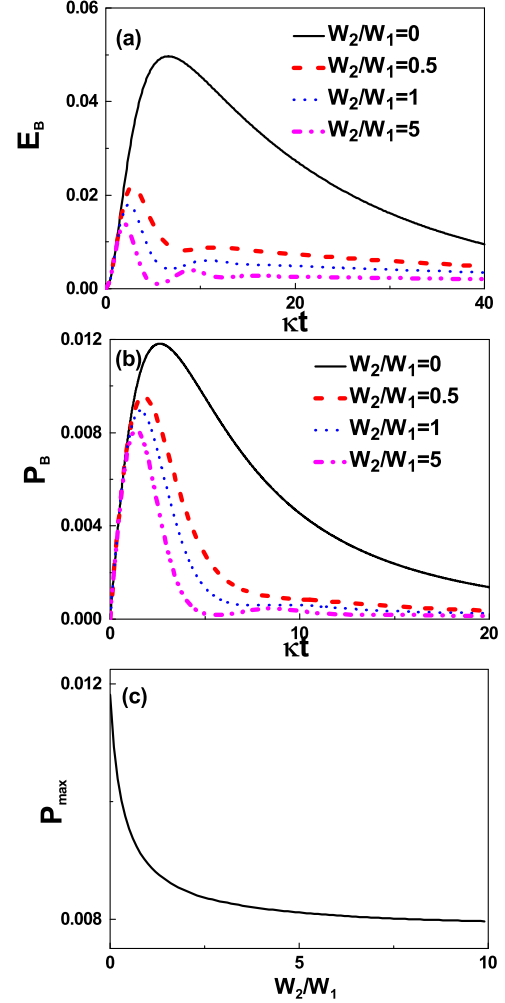 (a)
W₂/W₁=0
W₂/W₁=0.5
W₂/W₁=1
W₂/W₁=5
E_B
0.06
0.04
0.02
0.00
0 20 40
κt
(b)
W₂/W₁=0
W₂/W₁=0.5
W₂/W₁=1
W₂/W₁=5
P_B
0.012
0.008
0.004
0.000
0 10 20
κt
(c)
P_max
0.012
0.008
0 5 10
W₂/W₁